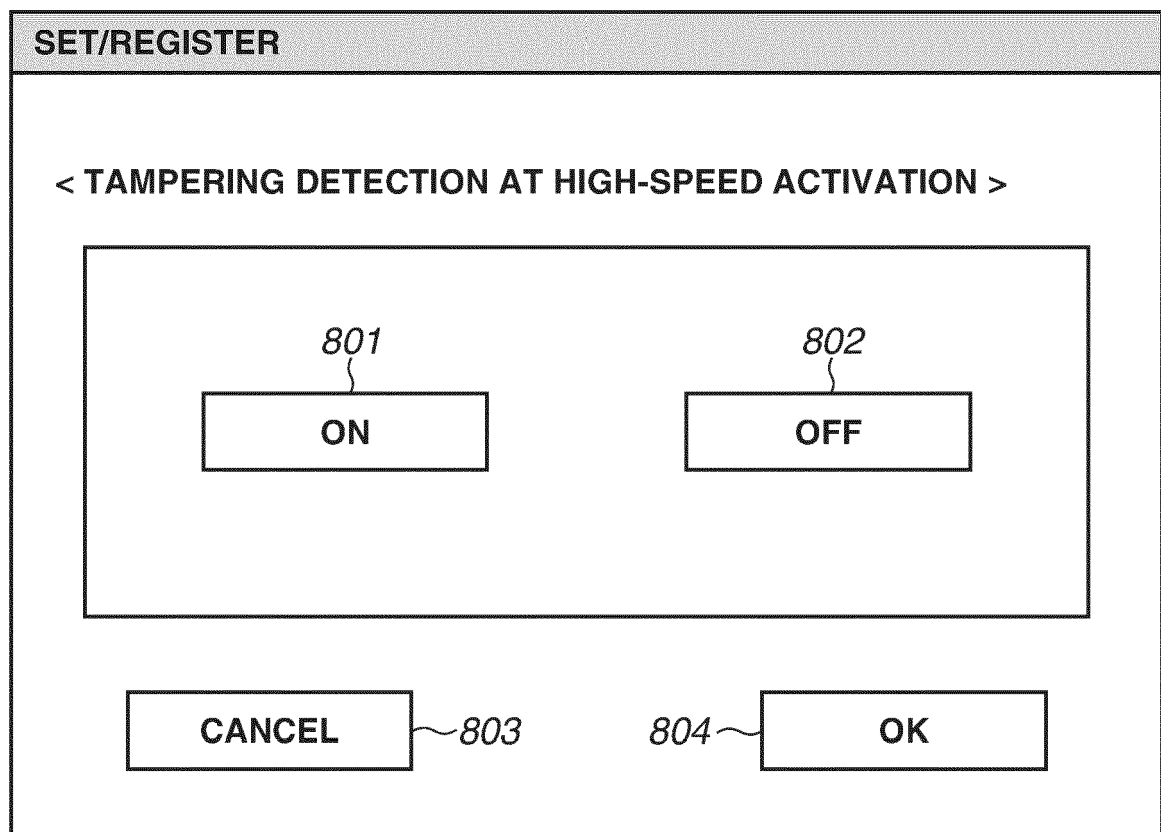 SET/REGISTER
< TAMPERING DETECTION AT HIGH-SPEED ACTIVATION >
801 802
ON OFF
CANCEL 803 804 OK